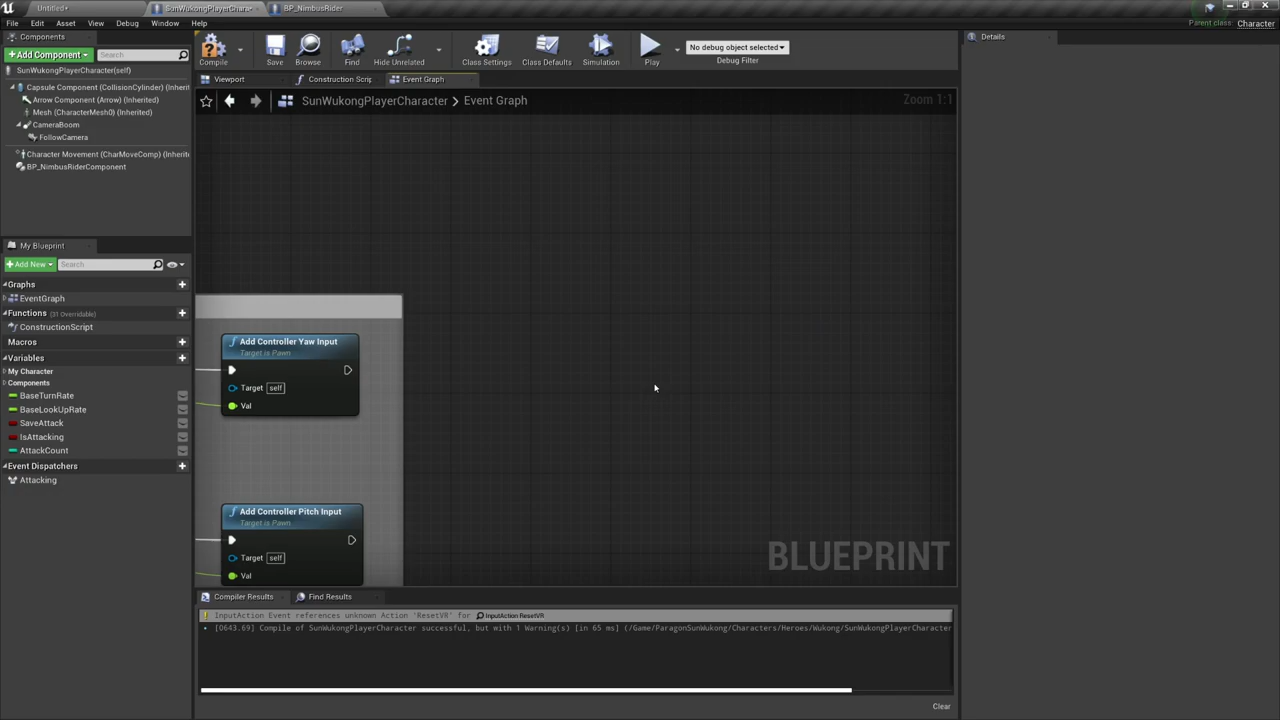 Untitled*
SunWukongPlayerChara
BP_NimbusRider
File Edit Asset View Debug Window Help
Parent class: Character
Components
+Add Component Search
SunWukongPlayerCharacter(self)
Capsule Component (CollisionCylinder) (Inherit
Arrow Component (Arrow) (Inherited)
Mesh (CharacterMesh0) (Inherited)
CameraBoom
FollowCamera
Character Movement (CharMoveComp) (Inherite
BP_NimbusRiderComponent
Compile Save Browse Find Hide Unrelated Class Settings Class Defaults Simulation Play
No debug object selected
Debug Filter
Viewport Construction Scrip Event Graph
SunWukongPlayerCharacter > Event Graph
Zoom 1:1
Details
My Blueprint
+Add New Search
Graphs
EventGraph
Functions (31 Overridable)
ConstructionScript
Macros
Variables
My Character
Components
BaseTurnRate
BaseLookUpRate
SaveAttack
IsAttacking
AttackCount
Event Dispatchers
Attacking
f Add Controller Yaw Input
Target is Pawn
Target self
Val
f Add Controller Pitch Input
Target is Pawn
Target self
Val
BLUEPRINT
Compiler Results Find Results
InputAction Event references unknown Action 'ResetVR' for InputAction ResetVR
[0643.69] Compile of SunWukongPlayerCharacter successful, but with 1 Warning(s) [in 65 ms] (/Game/ParagonSunWukong/Characters/Heroes/Wukong/SunWukongPlayerCharacter
Clear